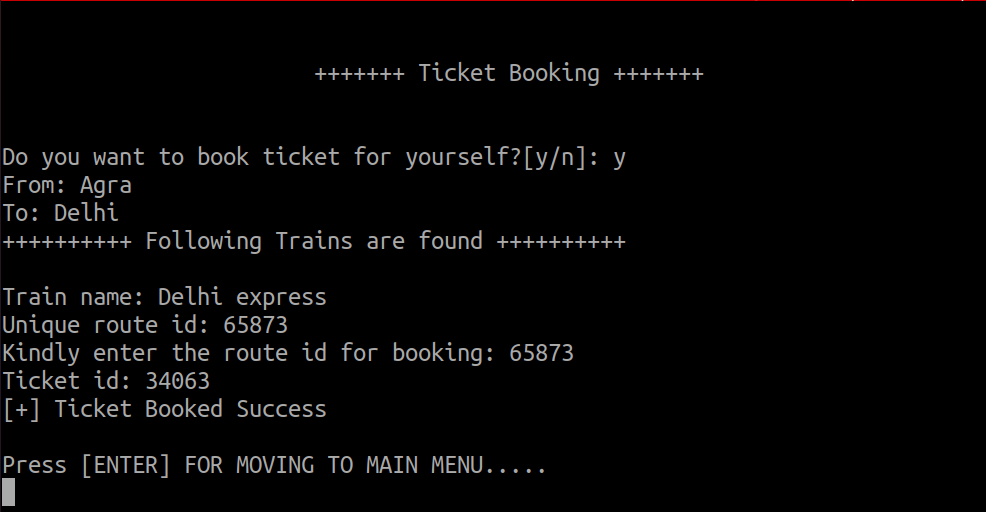 +++++++ Ticket Booking +++++++
Do you want to book ticket for yourself?[y/n]: y
From: Agra
To: Delhi
++++++++++ Following Trains are found ++++++++++
Train name: Delhi express
Unique route id: 65873
Kindly enter the route id for booking: 65873
Ticket id: 34063
[+] Ticket Booked Success
Press [ENTER] FOR MOVING TO MAIN MENU.....